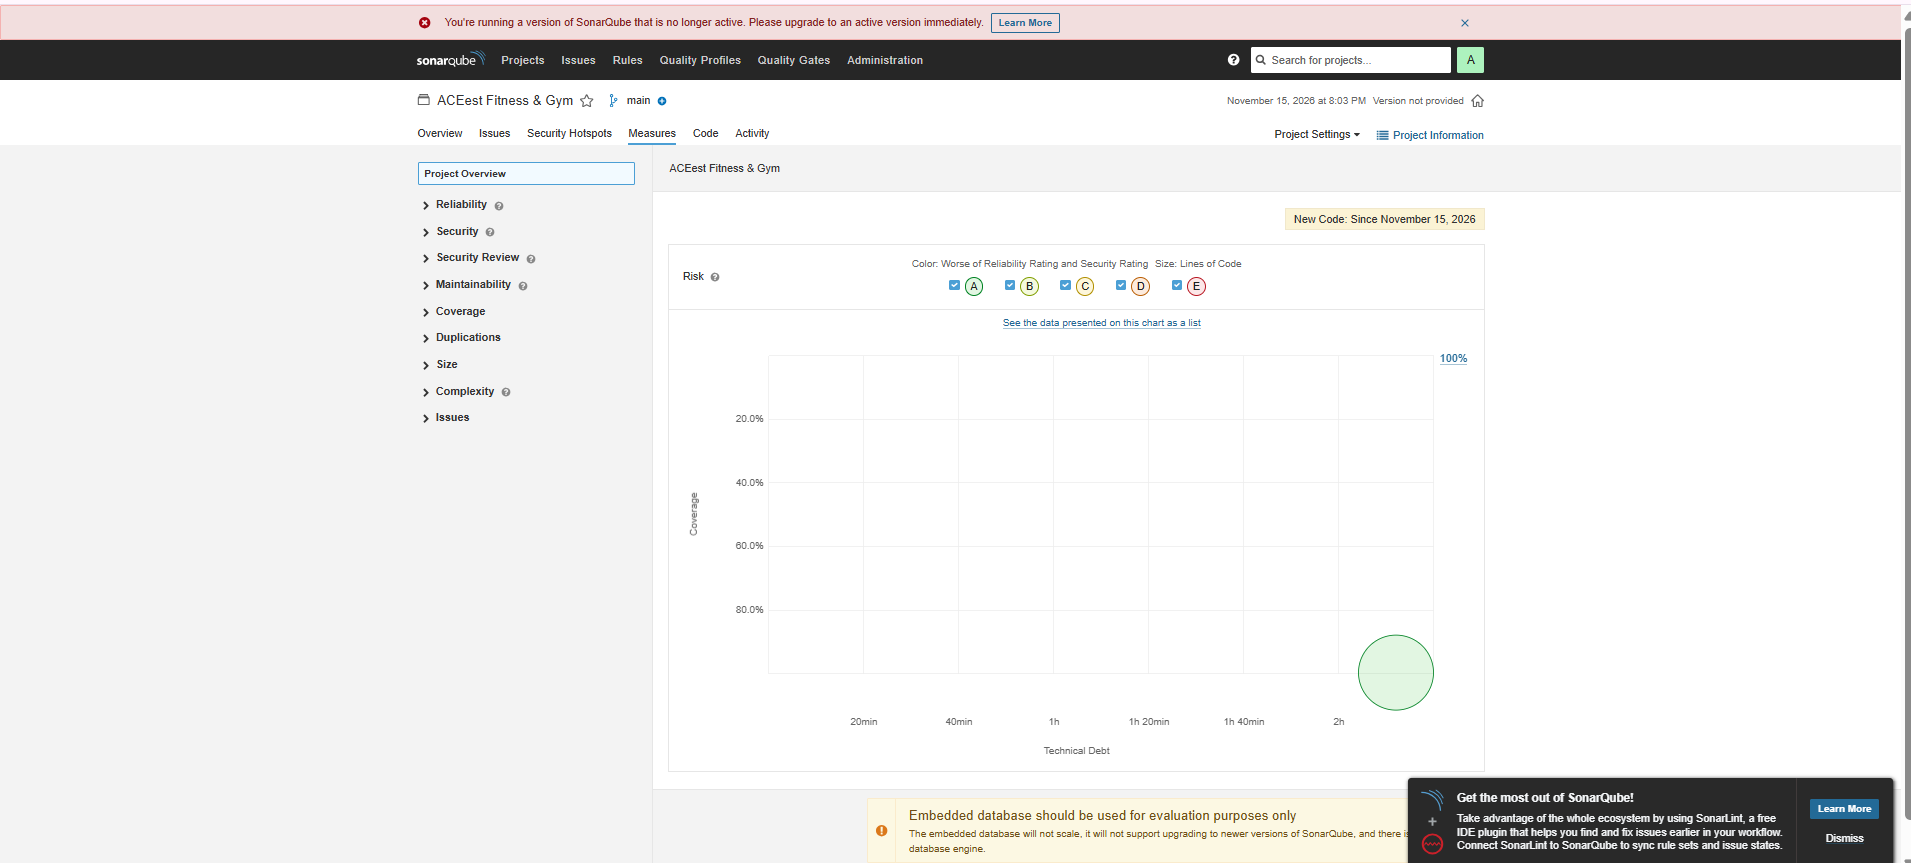 You're running a version of SonarQube that is no longer active. Please upgrade to an active version immediately. Learn More
sonarqube Projects Issues Rules Quality Profiles Quality Gates Administration Search for projects... A
ACEest Fitness & Gym main November 15, 2026 at 8:03 PM Version not provided
Overview Issues Security Hotspots Measures Code Activity Project Settings Project Information
Project Overview
Reliability
Security
Security Review
Maintainability
Coverage
Duplications
Size
Complexity
Issues
ACEest Fitness & Gym
New Code: Since November 15, 2026
Risk
Color: Worse of Reliability Rating and Security Rating Size: Lines of Code
A B C D E
See the data presented on this chart as a list
100%
20.0%
40.0%
60.0%
80.0%
Coverage
20min 40min 1h 1h 20min 1h 40min 2h
Technical Debt
Embedded database should be used for evaluation purposes only
The embedded database will not scale, it will not support upgrading to newer versions of SonarQube, and there is
database engine.
Get the most out of SonarQube!
Take advantage of the whole ecosystem by using SonarLint, a free
IDE plugin that helps you find and fix issues earlier in your workflow.
Connect SonarLint to SonarQube to sync rule sets and issue states.
Learn More
Dismiss